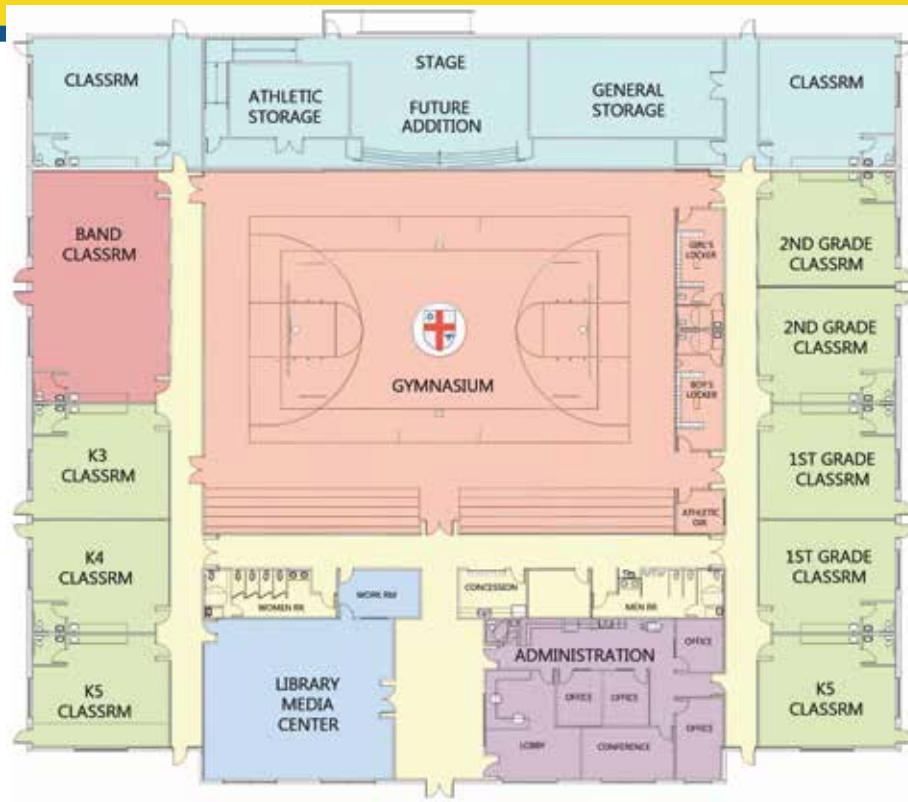 CLASSRM
ATHLETIC
STORAGE
STAGE
FUTURE
ADDITION
GENERAL
STORAGE
CLASSRM
BAND
CLASSRM
GIRL'S
LOCKER
2ND GRADE
CLASSRM
2ND GRADE
CLASSRM
GYMNASIUM
BOY'S
LOCKER
K3
CLASSRM
1ST GRADE
CLASSRM
ATHLETIC
DIR
K4
CLASSRM
1ST GRADE
CLASSRM
WOMEN RR
WORK RM
CONCESSION
MEN RR
ADMINISTRATION
OFFICE
K5
CLASSRM
LIBRARY
MEDIA
CENTER
OFFICE
OFFICE
LOBBY
CONFERENCE
OFFICE
K5
CLASSRM